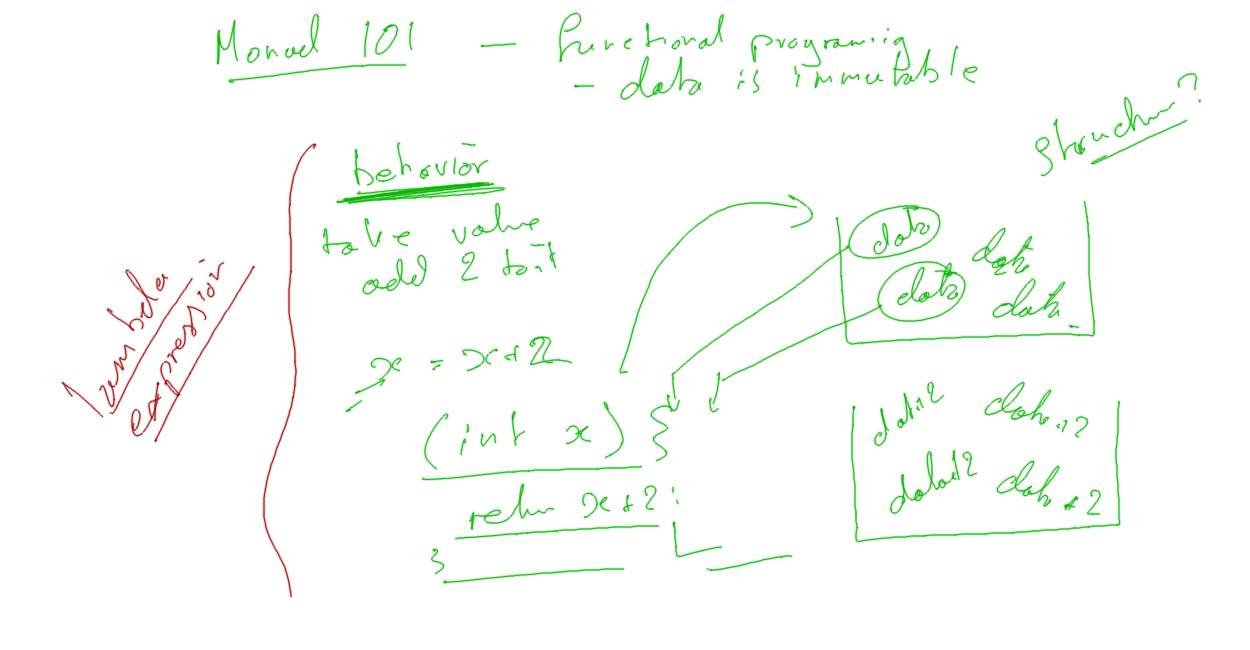 Monad 101 — functional programing
- data is immutable
structure?
behavior
take value
add 2 to it
x = x + 2
(int x) {
return x + 2;
}
lambda
expression
data data
data data
data+2 data+2
data+2 data+2